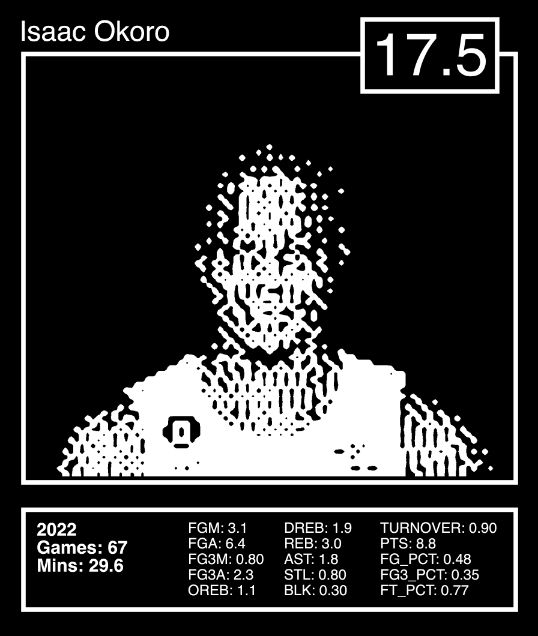 Isaac Okoro
17.5
2022
Games: 67
Mins: 29.6
FGM: 3.1
FGA: 6.4
FG3M: 0.80
FG3A: 2.3
OREB: 1.1
DREB: 1.9
REB: 3.0
AST: 1.8
STL: 0.80
BLK: 0.30
TURNOVER: 0.90
PTS: 8.8
FG_PCT: 0.48
FG3_PCT: 0.35
FT_PCT: 0.77